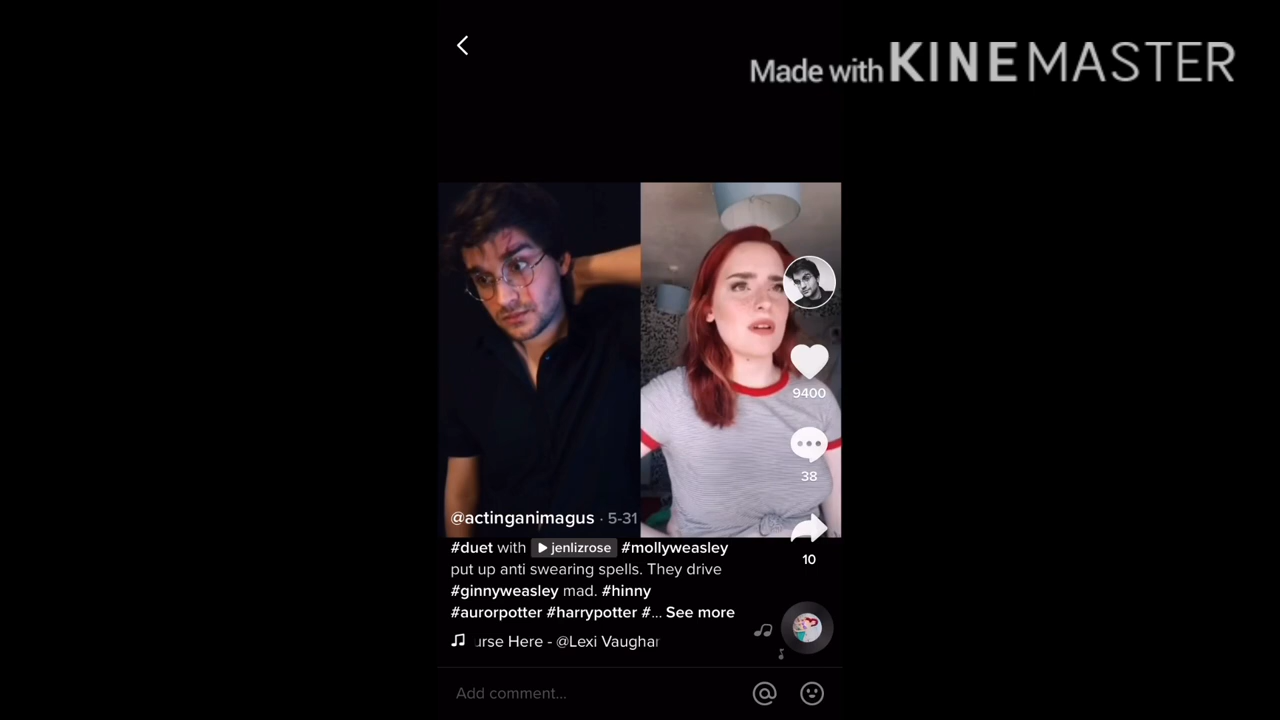 Made with KINEMASTER
9400
38
@actinganimagus · 5-31
10
#duet with jenlizrose #mollyweasley
put up anti swearing spells. They drive
#ginnyweasley mad. #hinny
#aurorpotter #harrypotter #... See more
urse Here - @Lexi Vaughar
Add comment...